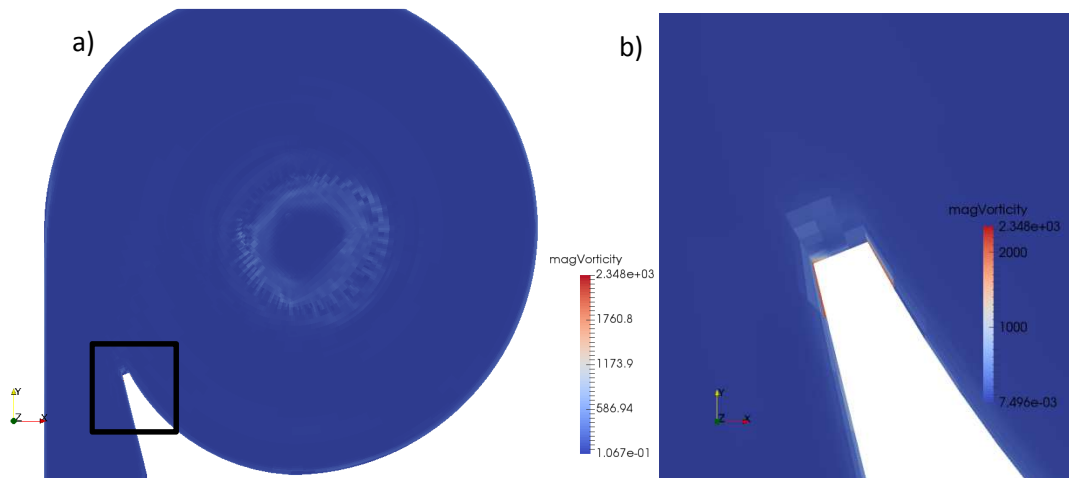 a)
magVorticity
2.348e+03
1760.8
1173.9
586.94
1.067e-01
Y
Z
X
b)
magVorticity
2.348e+03
2000
1000
7.496e-03
Y
Z
X